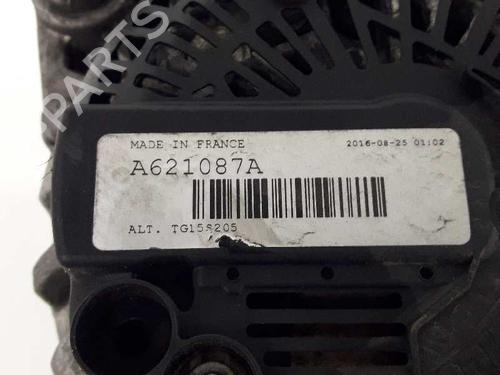 B-PARTS
MADE IN FRANCE 2016-08-25 01:02
A621087A
ALT. TG15S205